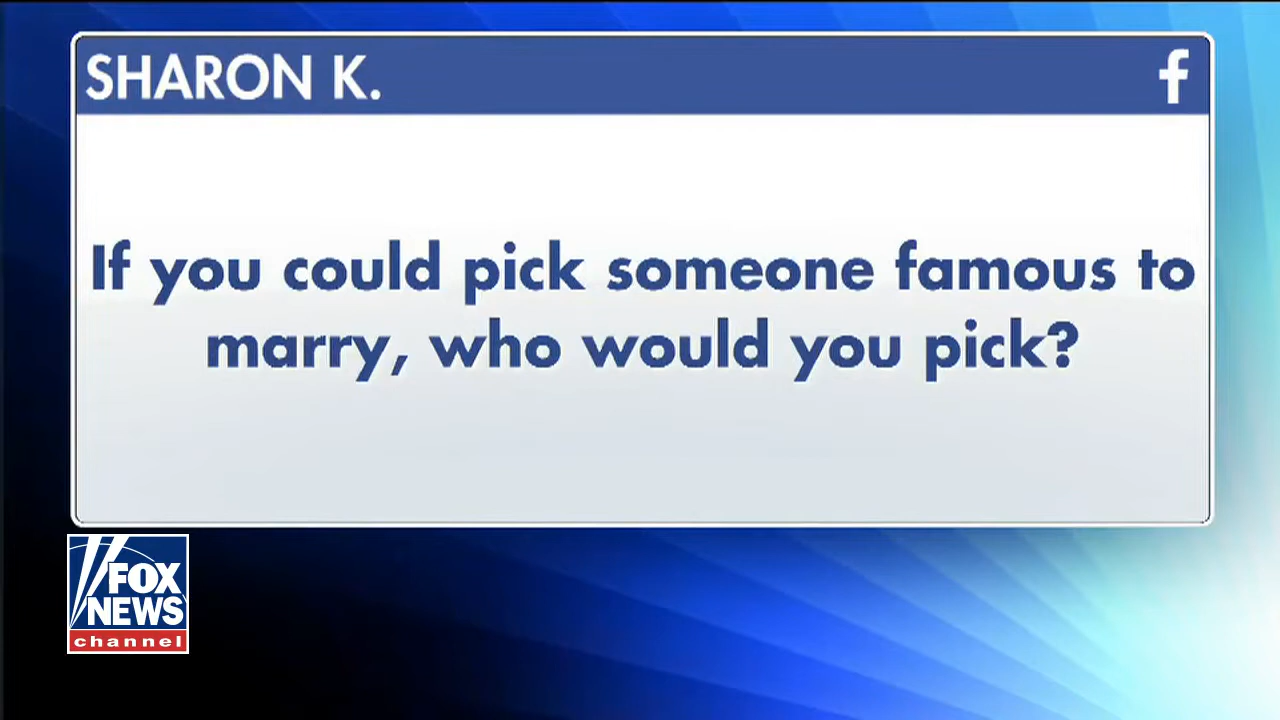 SHARON K.
f
If you could pick someone famous to
marry, who would you pick?
FOX
NEWS
channel